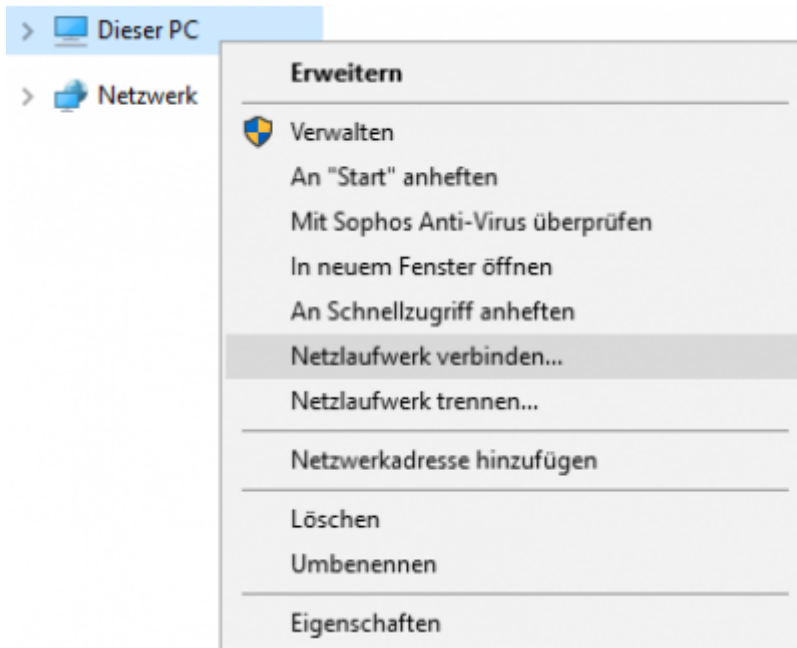 Dieser PC
Netzwerk
Erweitern
Verwalten
An "Start" anheften
Mit Sophos Anti-Virus überprüfen
In neuem Fenster öffnen
An Schnellzugriff anheften
Netzlaufwerk verbinden...
Netzlaufwerk trennen...
Netzwerkadresse hinzufügen
Löschen
Umbenennen
Eigenschaften